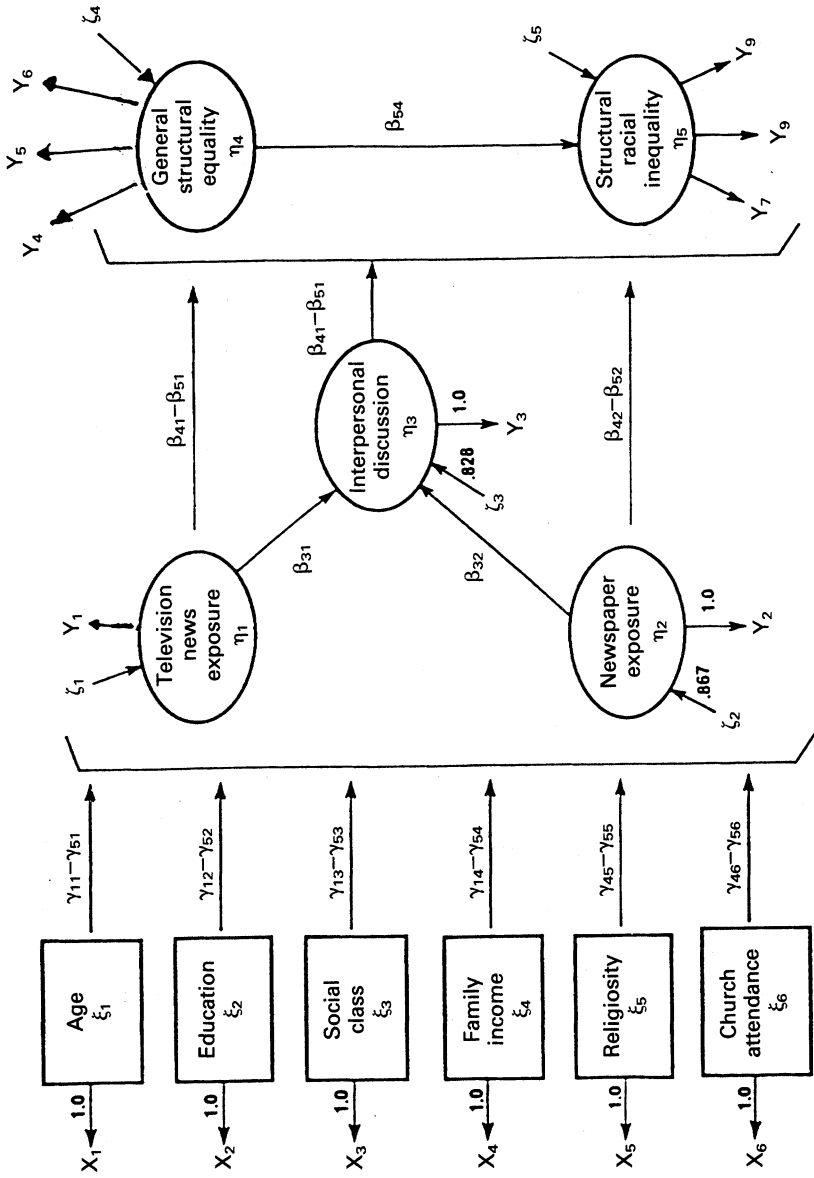 X₁
1.0
Age
ξ₁
γ₁₁–γ₅₁
X₂
1.0
Education
ξ₂
γ₁₂–γ₅₂
X₃
1.0
Social
class
ξ₃
γ₁₃–γ₅₃
X₄
1.0
Family
income
ξ₄
γ₁₄–γ₅₄
X₅
1.0
Religiosity
ξ₅
γ₄₅–γ₅₅
X₆
1.0
Church
attendance
ξ₆
γ₄₆–γ₅₆
ζ₁
Y₁
Television
news
exposure
η₁
β₄₁–β₅₁
β₃₁
Interpersonal
discussion
η₃
β₄₁–β₅₁
.828
ζ₃
1.0
Y₃
β₃₂
Newspaper
exposure
η₂
β₄₂–β₅₂
.867
ζ₂
1.0
Y₂
Y₄
Y₅
Y₆
ζ₄
General
structural
equality
η₄
β₅₄
ζ₅
Structural
racial
inequality
η₅
Y₇
Y₉
Y₉